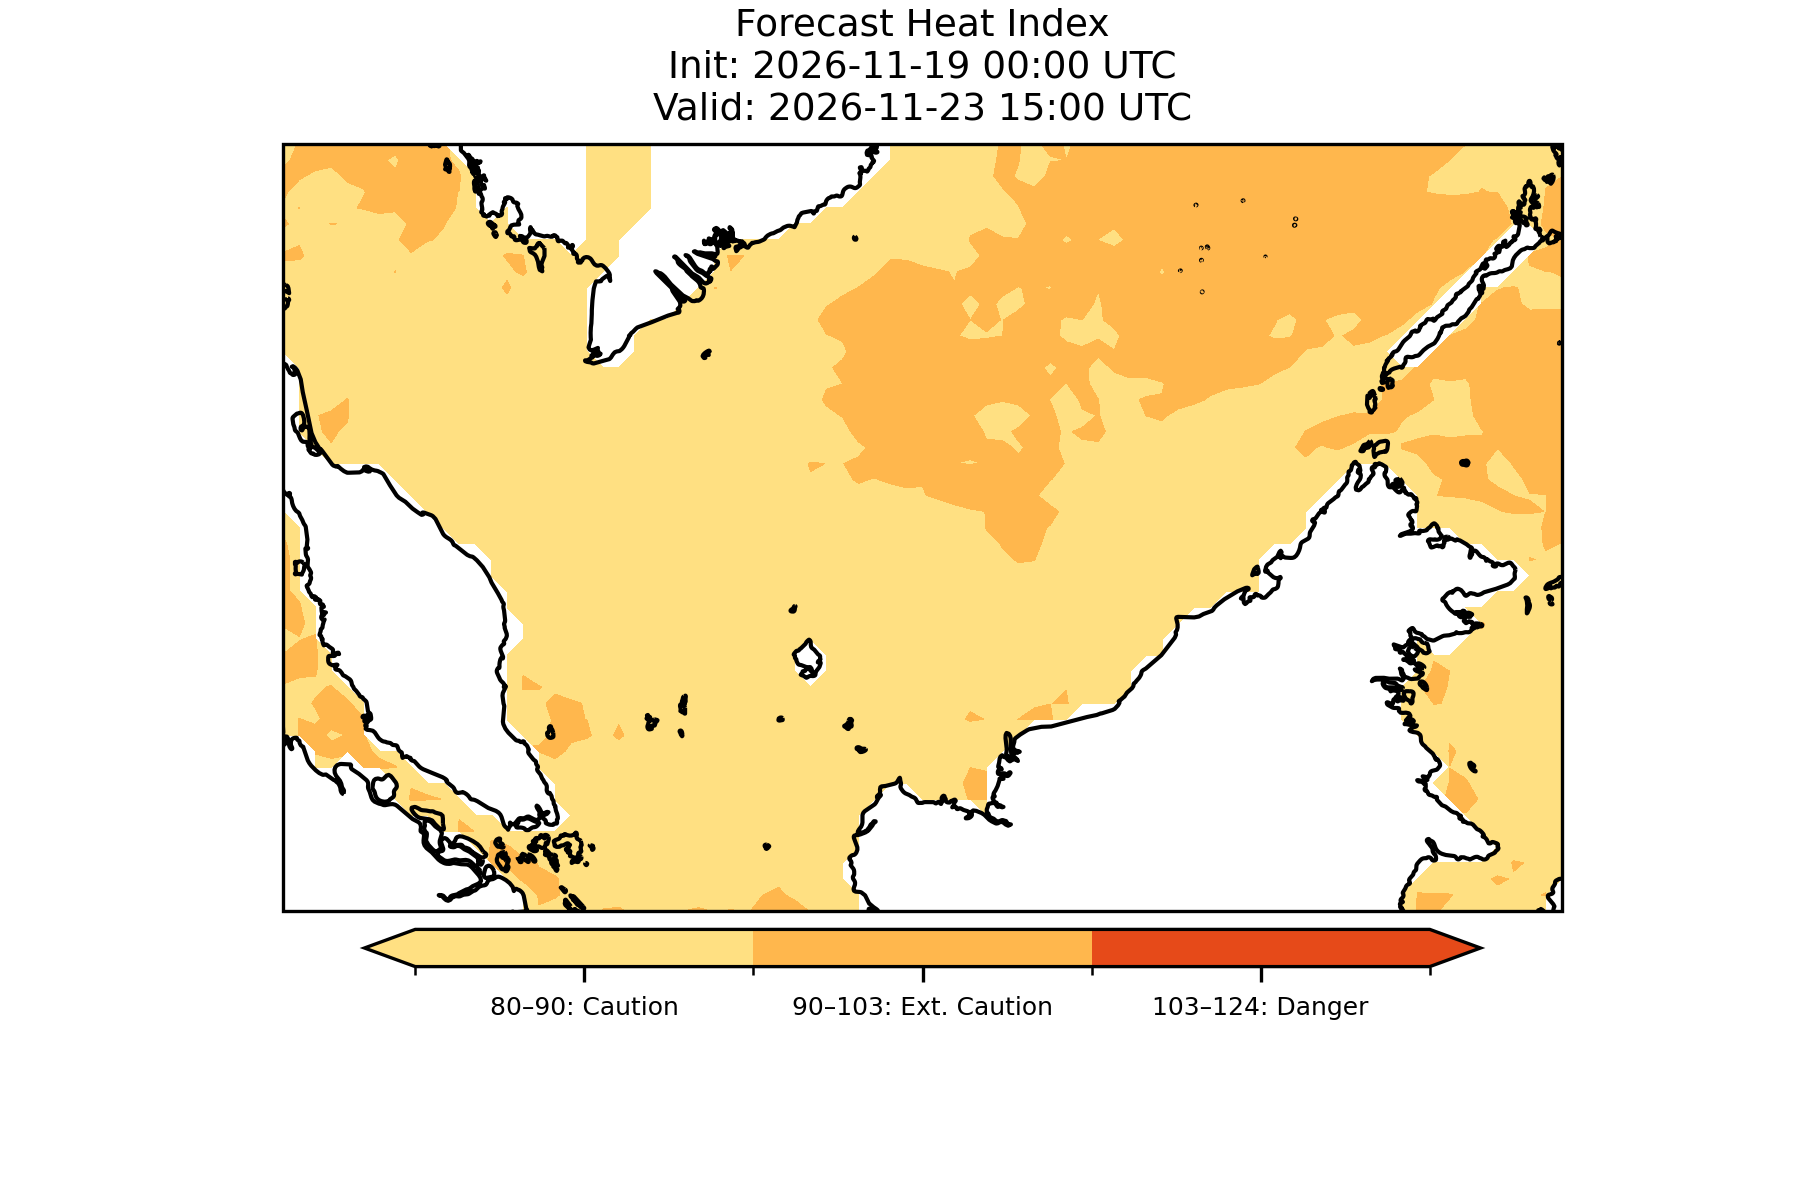 Forecast Heat Index
Init: 2026-11-19 00:00 UTC
Valid: 2026-11-23 15:00 UTC
80–90: Caution
90–103: Ext. Caution
103–124: Danger